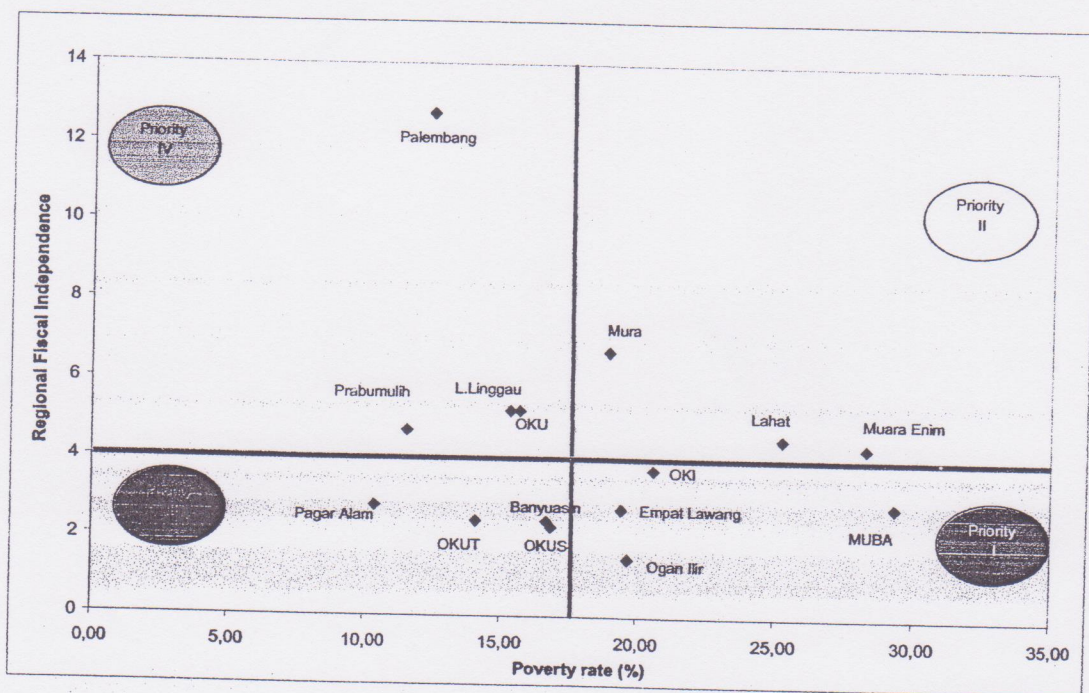 14
12
10
8
6
4
2
0
Regional Fiscal Independence
Priority
IV
Palembang
Priority
II
Mura
Prabumulih
L.Linggau
OKU
Lahat
Muara Enim
OKI
Pagar Alam
OKUT
Banyuasin
OKUS
Empat Lawang
Ogan Ilir
MUBA
Priority
I
0,00
5,00
10,00
15,00
20,00
25,00
30,00
35,00
Poverty rate (%)